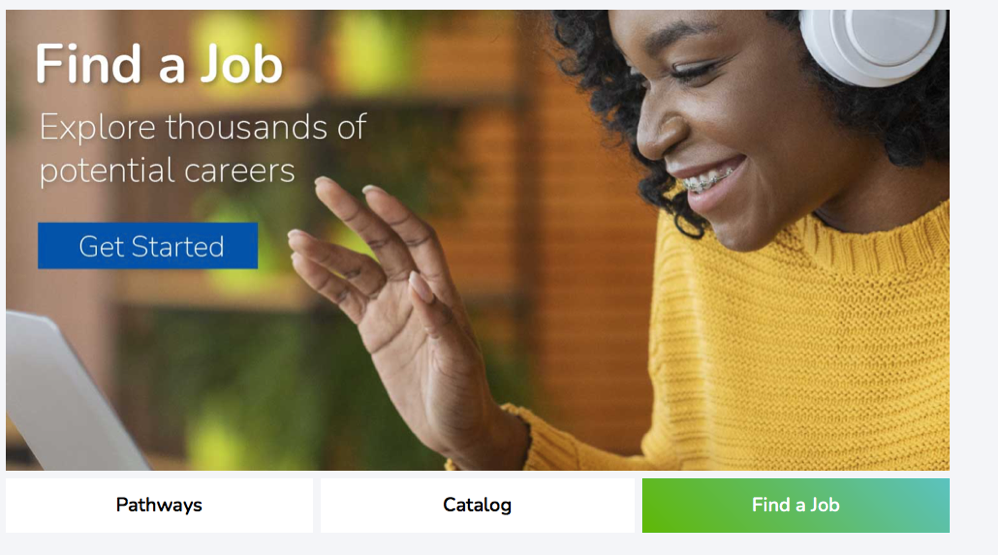 Find a Job
Explore thousands of
potential careers
Get Started
Pathways
Catalog
Find a Job